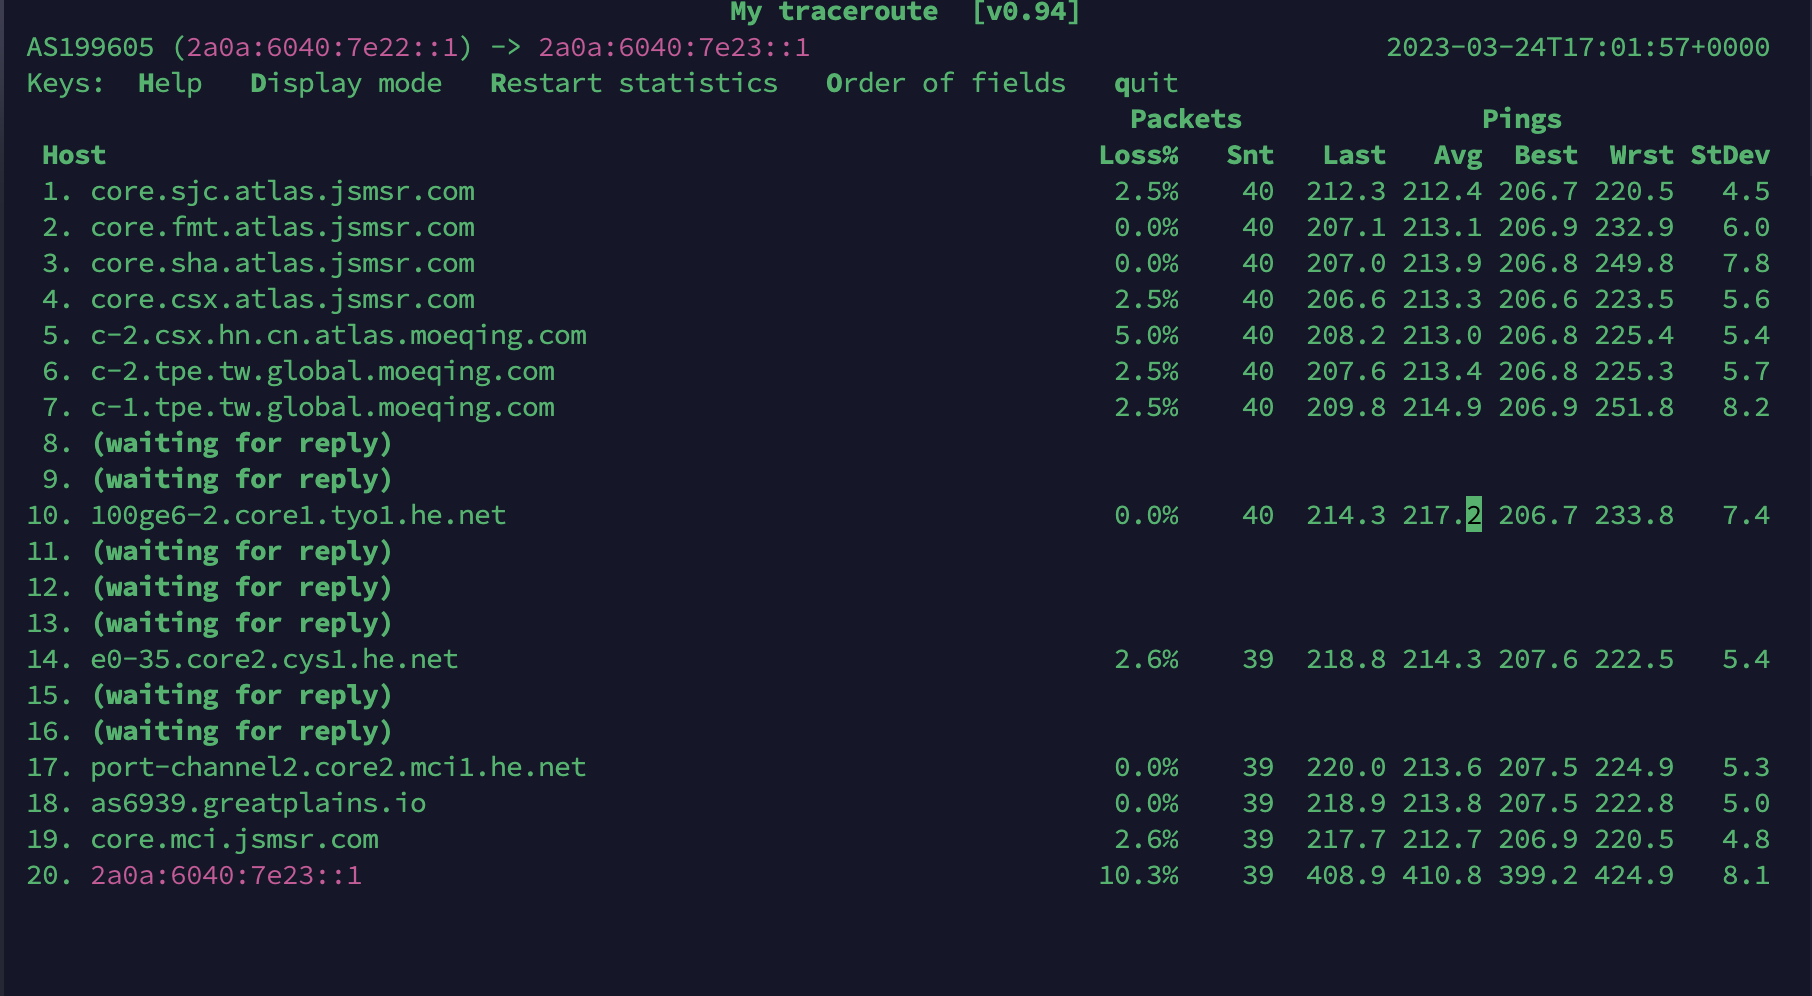 My traceroute  [v0.94]
AS199605 (2a0a:6040:7e22::1) -> 2a0a:6040:7e23::1 2023-03-24T17:01:57+0000
Keys:  Help   Display mode   Restart statistics   Order of fields   quit
Packets Pings
Host Loss% Snt Last Avg Best Wrst StDev
1. core.sjc.atlas.jsmsr.com 2.5% 40 212.3 212.4 206.7 220.5 4.5
2. core.fmt.atlas.jsmsr.com 0.0% 40 207.1 213.1 206.9 232.9 6.0
3. core.sha.atlas.jsmsr.com 0.0% 40 207.0 213.9 206.8 249.8 7.8
4. core.csx.atlas.jsmsr.com 2.5% 40 206.6 213.3 206.6 223.5 5.6
5. c-2.csx.hn.cn.atlas.moeqing.com 5.0% 40 208.2 213.0 206.8 225.4 5.4
6. c-2.tpe.tw.global.moeqing.com 2.5% 40 207.6 213.4 206.8 225.3 5.7
7. c-1.tpe.tw.global.moeqing.com 2.5% 40 209.8 214.9 206.9 251.8 8.2
8. (waiting for reply)
9. (waiting for reply)
10. 100ge6-2.core1.tyo1.he.net 0.0% 40 214.3 217.2 206.7 233.8 7.4
11. (waiting for reply)
12. (waiting for reply)
13. (waiting for reply)
14. e0-35.core2.cys1.he.net 2.6% 39 218.8 214.3 207.6 222.5 5.4
15. (waiting for reply)
16. (waiting for reply)
17. port-channel2.core2.mci1.he.net 0.0% 39 220.0 213.6 207.5 224.9 5.3
18. as6939.greatplains.io 0.0% 39 218.9 213.8 207.5 222.8 5.0
19. core.mci.jsmsr.com 2.6% 39 217.7 212.7 206.9 220.5 4.8
20. 2a0a:6040:7e23::1 10.3% 39 408.9 410.8 399.2 424.9 8.1